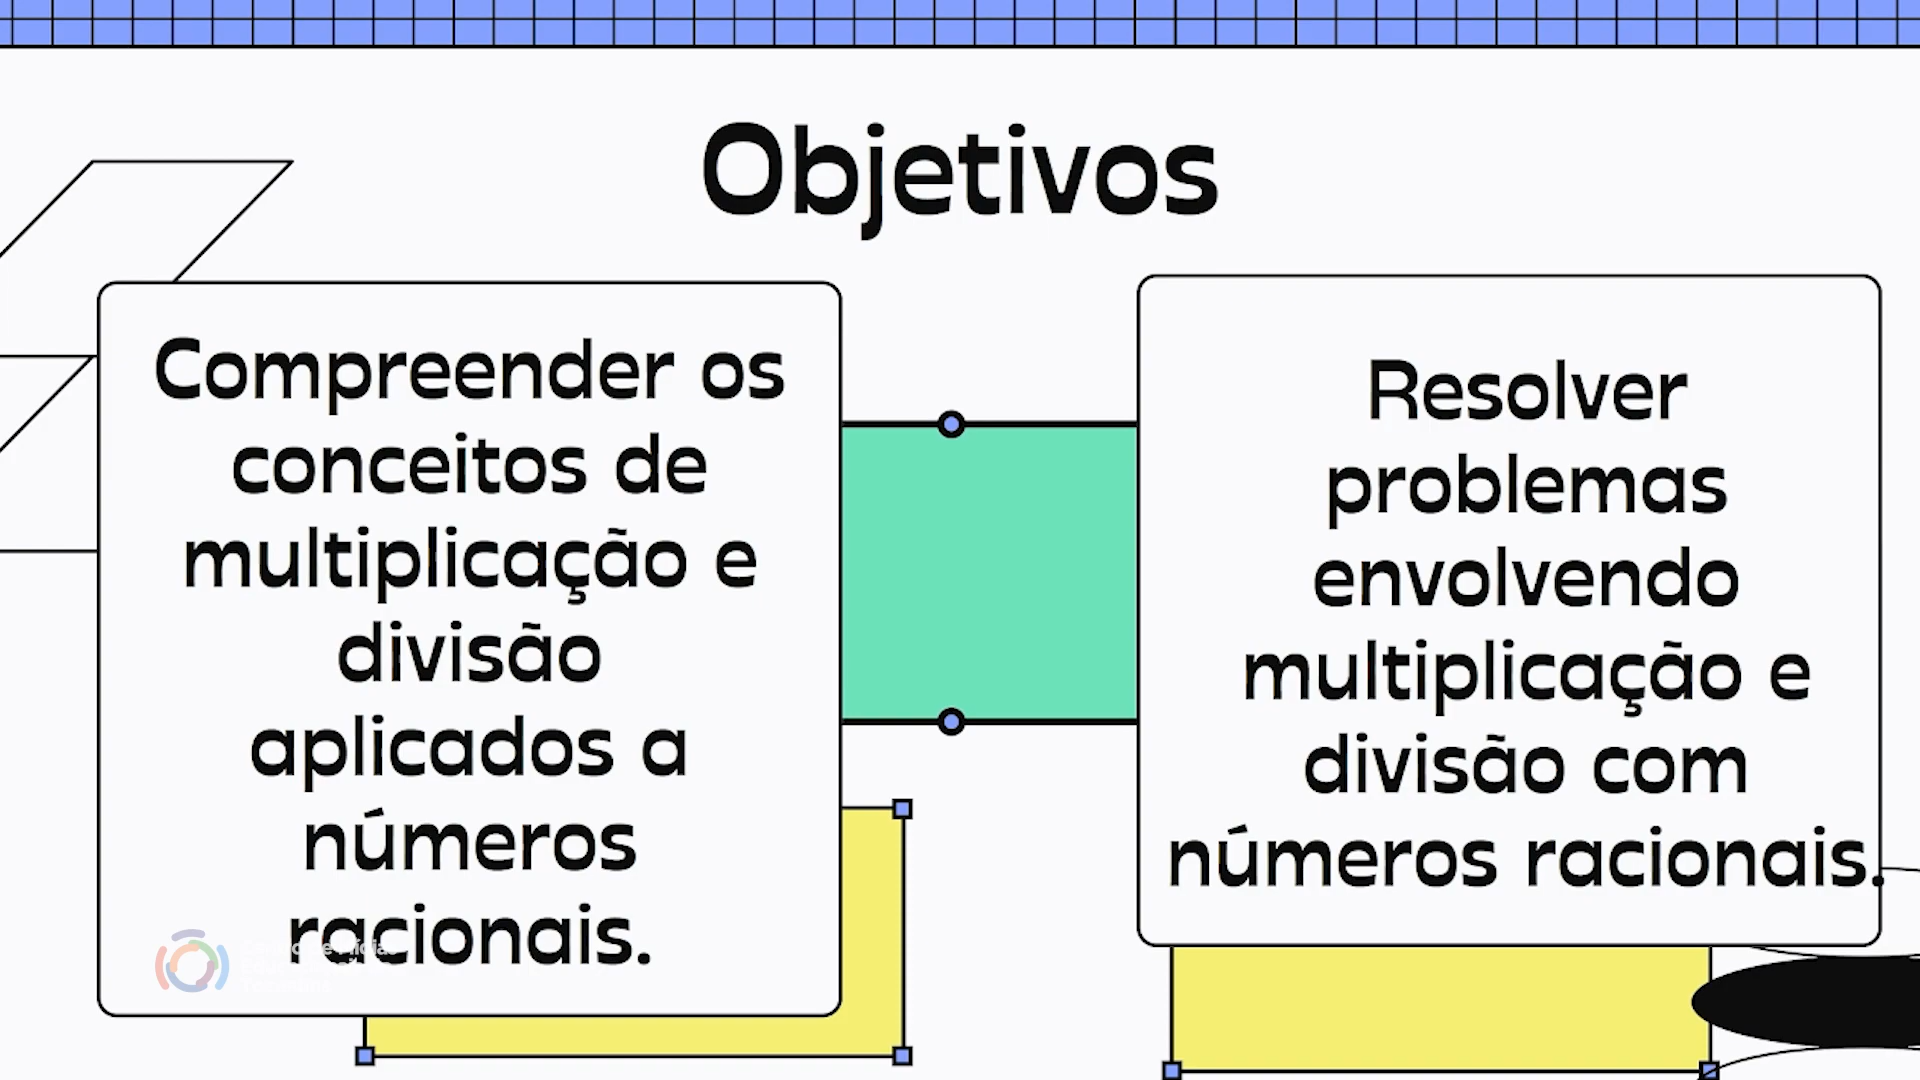 Objetivos
Compreender os
conceitos de
multiplicação e
divisão
aplicados a
números
racionais.
Resolver
problemas
envolvendo
multiplicação e
divisão com
números racionais.